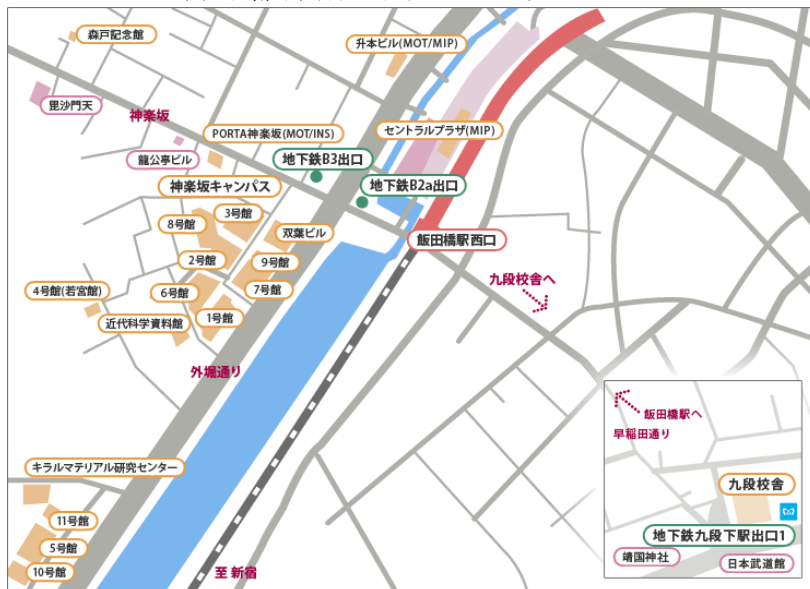 森戸記念館
升本ビル(MOT/MIP)
毘沙門天
神楽坂
PORTA神楽坂(MOT/INS)
セントラルプラザ(MIP)
龍公亭ビル
地下鉄B3出口
神楽坂キャンパス
地下鉄B2a出口
3号館
8号館
双葉ビル
飯田橋駅西口
2号館
9号館
九段校舎へ
4号館(若宮館)
6号館
7号館
近代科学資料館
1号館
外堀通り
飯田橋駅へ
早稲田通り
キラルマテリアル研究センター
九段校舎
11号館
地下鉄九段下駅出口1
5号館
靖国神社
日本武道館
10号館
至 新宿